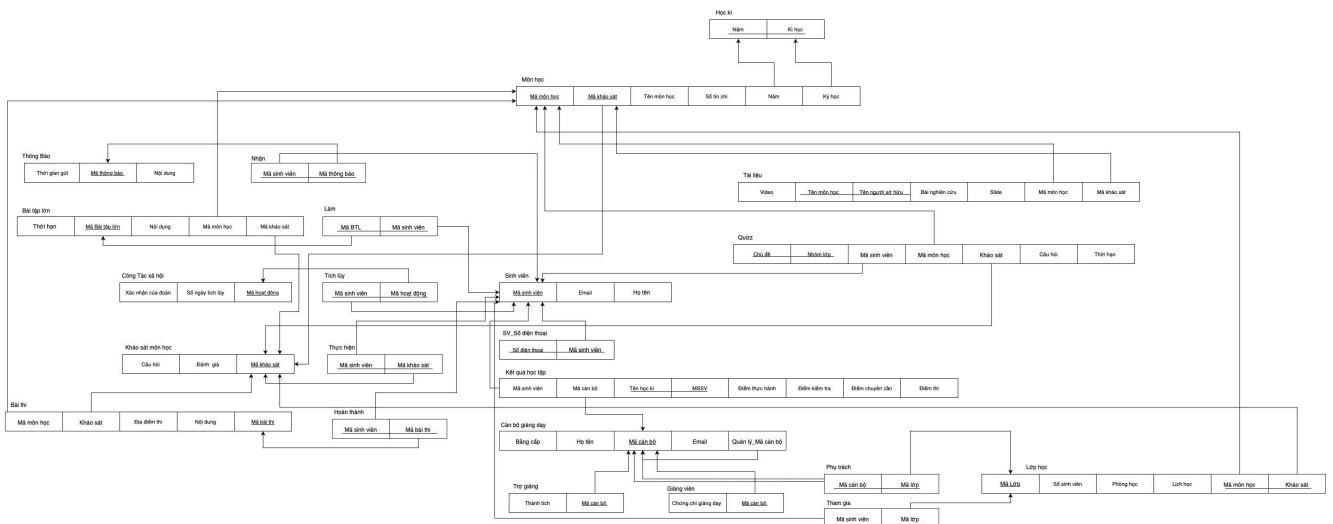 Học kì
Năm Kì học
Môn học
Mã môn học Mã khảo sát Tên môn học Số tín chỉ Năm Kỳ học
Thông Báo
Thời gian gửi Mã thông báo Nội dung
Nhận
Mã sinh viên Mã thông báo
Tài liệu
Video Tên môn học Tên người sở hữu Bài nghiên cứu Slide Mã môn học Mã khảo sát
Bài tập lớn
Thời hạn Mã Bài tập lớn Nội dụng Mã môn học Mã khảo sát
Làm
Mã BTL Mã sinh viên
Quizz
Chủ đề Nhóm lớp Mã sinh viên Mã môn học Khảo sát Câu hỏi Thời hạn
Công Tác xã hội
Xác nhận của đoàn Số ngày tích lũy Mã hoạt động
Tích lũy
Mã sinh viên Mã hoạt động
Sinh viên
Mã sinh viên Email Họ tên
SV_Số điện thoại
Số điện thoại Mã sinh viên
Khảo sát môn học
Câu hỏi Đánh giá Mã khảo sát
Thực hiện
Mã sinh viên Mã khảo sát
Kết quả học tập
Mã sinh viên Mã cán bộ Tên học kì MSSV Điểm thực hành Điểm kiểm tra Điểm chuyên cần Điểm thi
Bài thi
Mã môn học Khảo sát Địa điểm thi Nội dung Mã bài thi
Hoàn thành
Mã sinh viên Mã bài thi
Cán bộ giảng dạy
Bằng cấp Họ tên Mã cán bộ Email Quản lý_Mã cán bộ
Phụ trách
Mã cán bộ Mã lớp
Lớp học
Mã Lớp Số sinh viên Phòng học Lịch học Mã môn học Khảo sát
Trợ giảng
Thành tích Mã cán bộ
Giảng viên
Chứng chỉ giảng dạy Mã cán bộ
Tham gia
Mã sinh viên Mã lớp